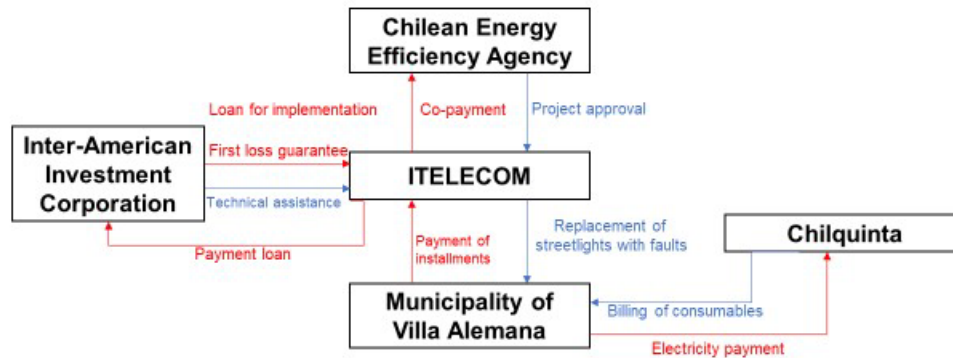 Chilean Energy
Efficiency Agency
Loan for implementation
Co-payment
Project approval
Inter-American
Investment
Corporation
First loss guarantee
ITELECOM
Technical assistance
Payment loan
Payment of
installments
Replacement of
streetlights with faults
Chilquinta
Municipality of
Villa Alemana
Billing of consumables
Electricity payment